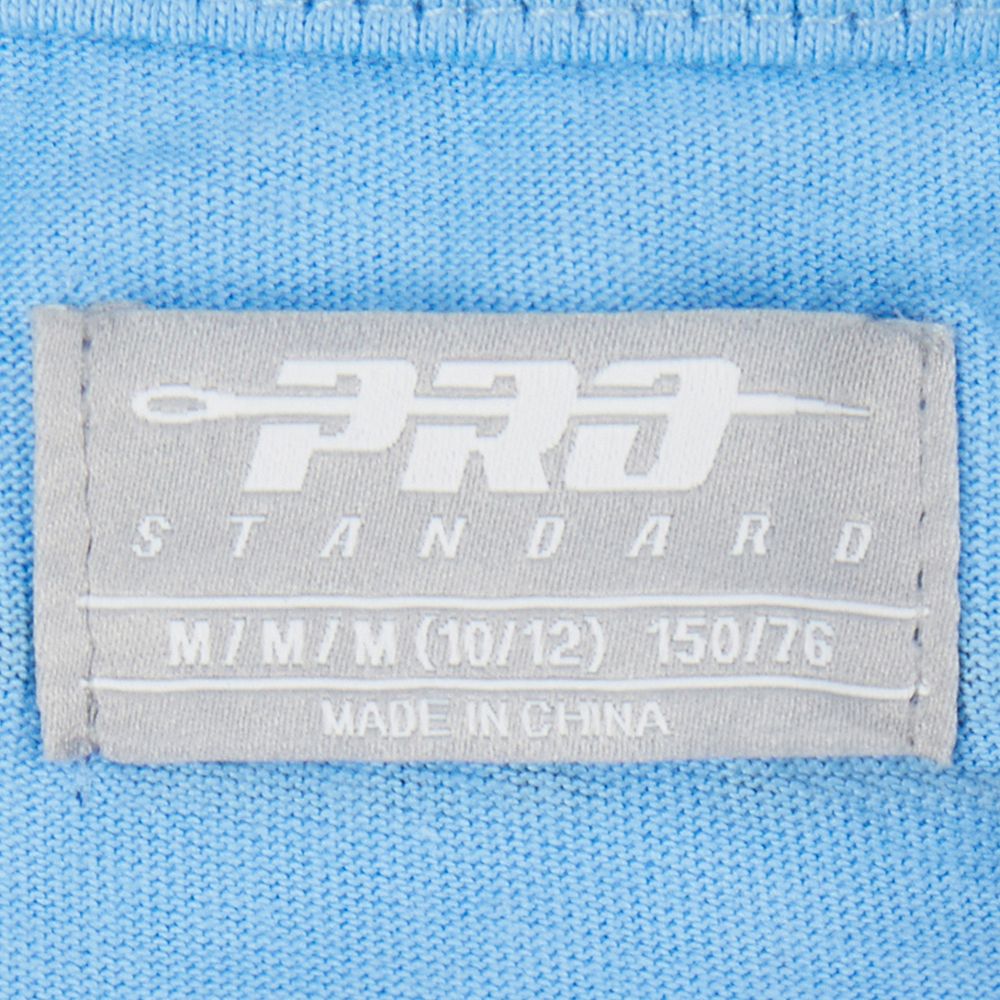 PRO
STANDARD
M/M/M (10/12) 150/76
MADE IN CHINA